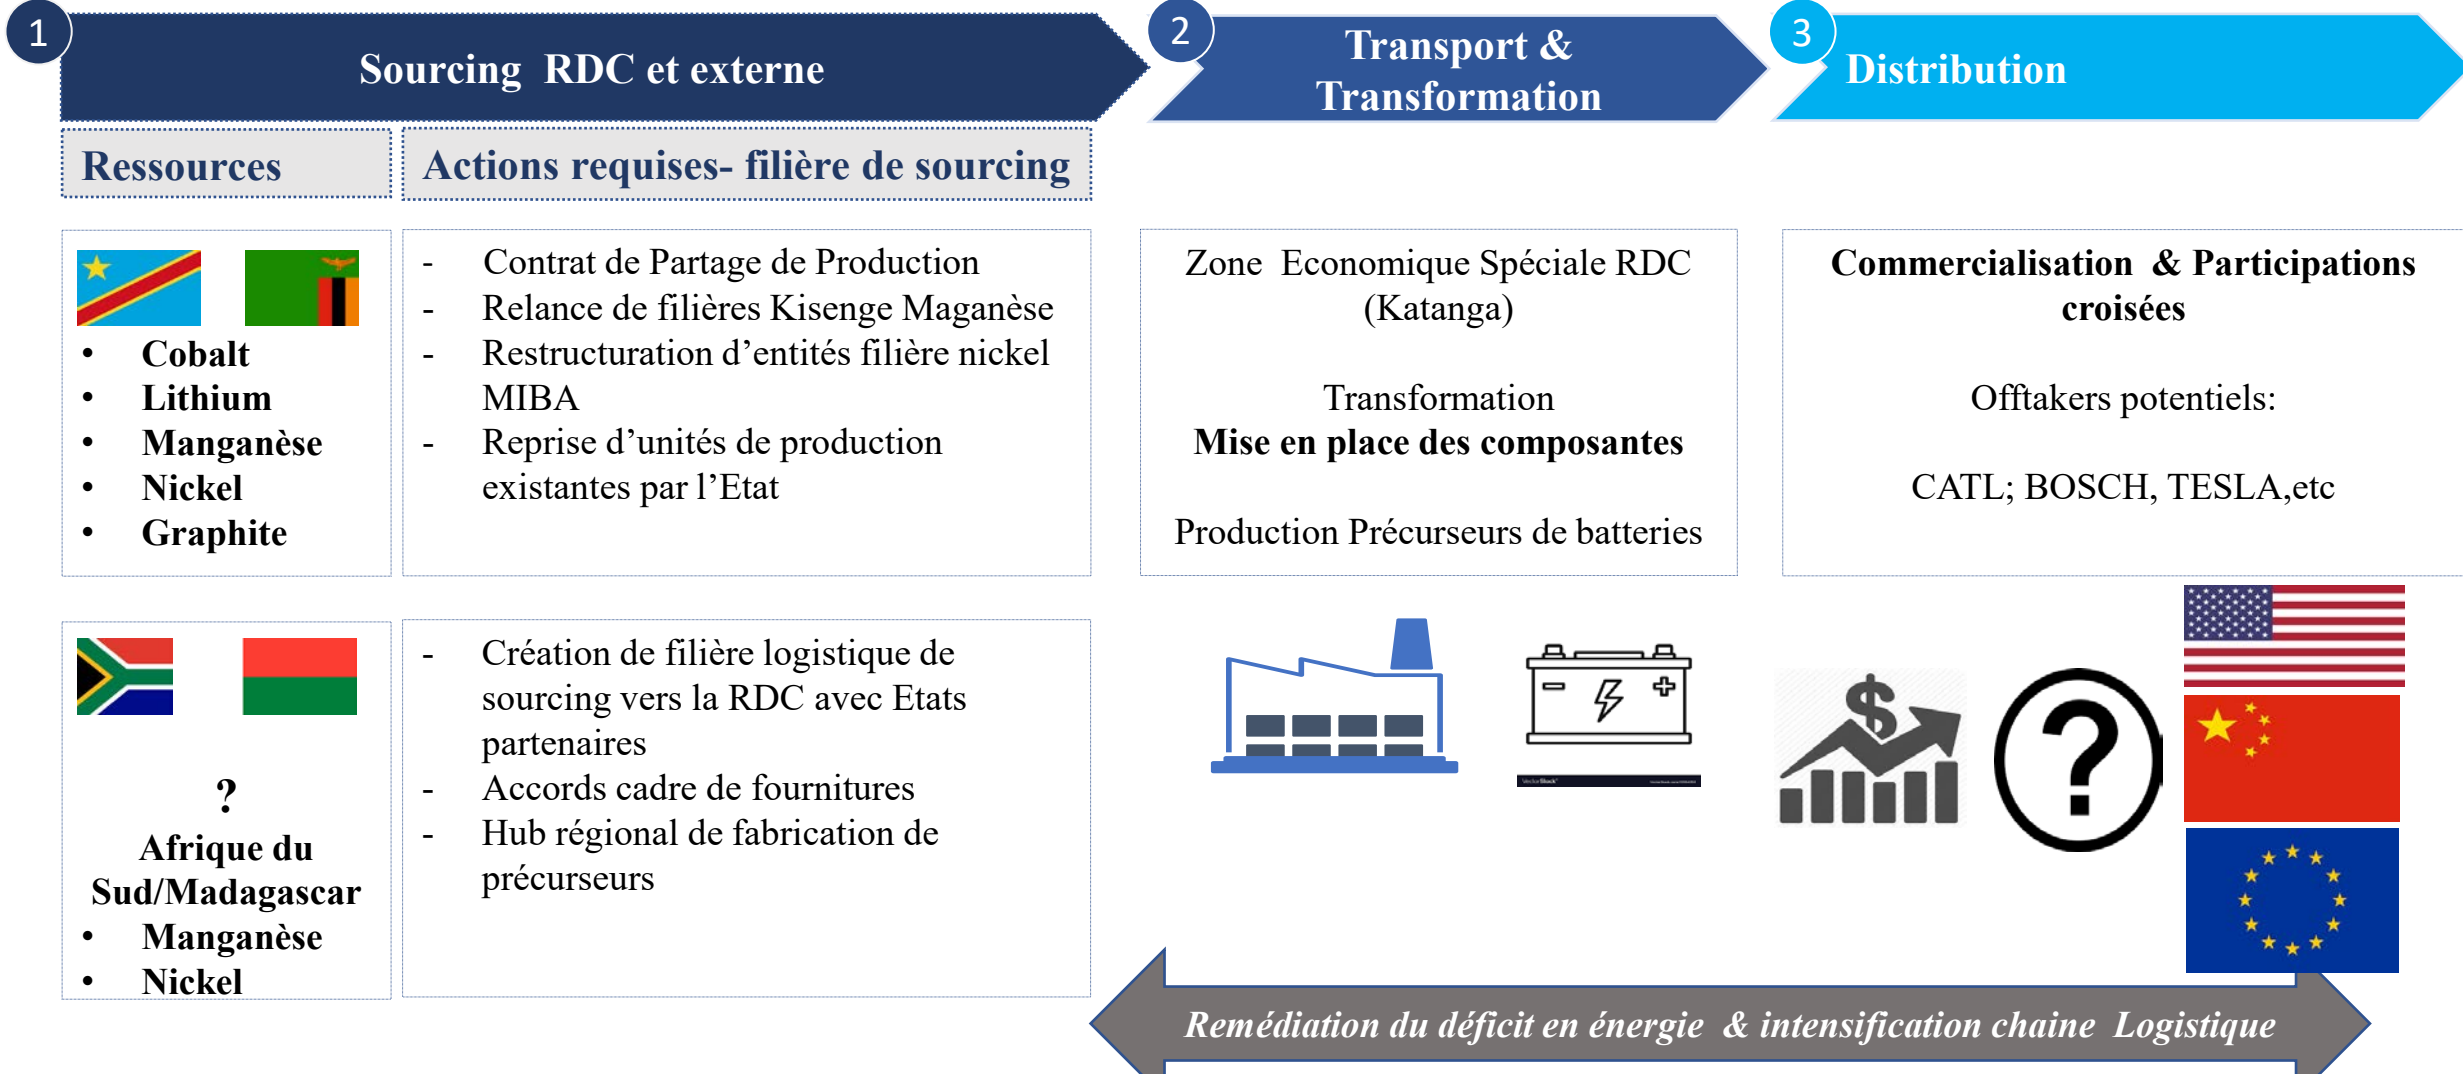 1
Sourcing RDC et externe
2
Transport &
Transformation
3
Distribution
Ressources
Actions requises- filière de sourcing
• Cobalt
• Lithium
• Manganèse
• Nickel
• Graphite
- Contrat de Partage de Production
- Relance de filières Kisenge Maganèse
- Restructuration d’entités filière nickel
MIBA
- Reprise d’unités de production
existantes par l’Etat
Zone Economique Spéciale RDC
(Katanga)
Transformation
Mise en place des composantes
Production Précurseurs de batteries
Commercialisation & Participations
croisées
Offtakers potentiels:
CATL; BOSCH, TESLA,etc
?
Afrique du
Sud/Madagascar
• Manganèse
• Nickel
- Création de filière logistique de
sourcing vers la RDC avec Etats
partenaires
- Accords cadre de fournitures
- Hub régional de fabrication de
précurseurs
VectorStock
$
?
Remédiation du déficit en énergie & intensification chaine Logistique